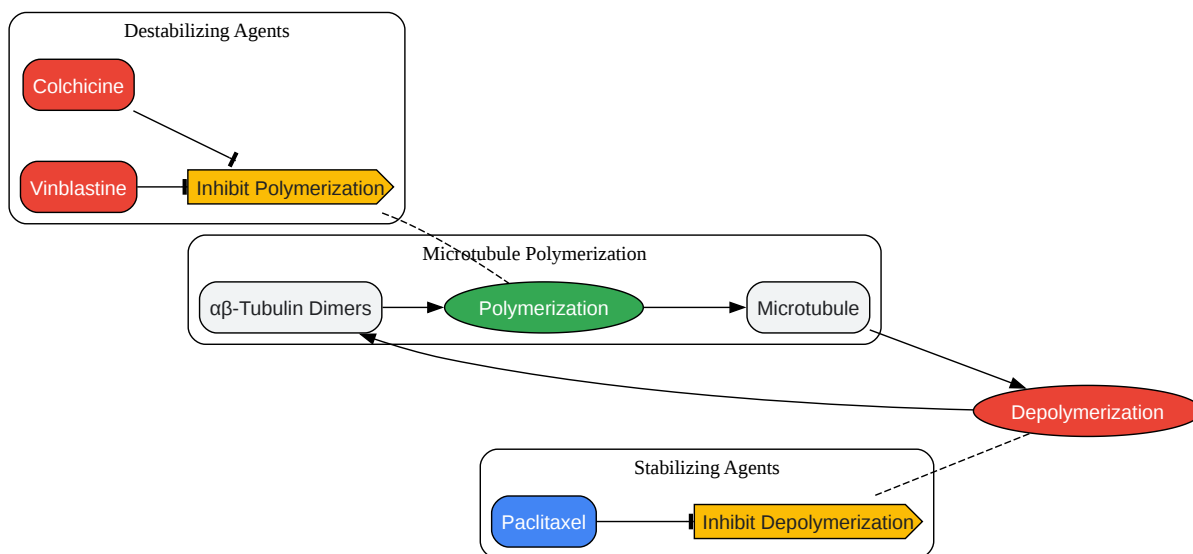 Destabilizing Agents
Colchicine
Vinblastine
Inhibit Polymerization
Microtubule Polymerization
αβ-Tubulin Dimers
Polymerization
Microtubule
Depolymerization
Stabilizing Agents
Paclitaxel
Inhibit Depolymerization